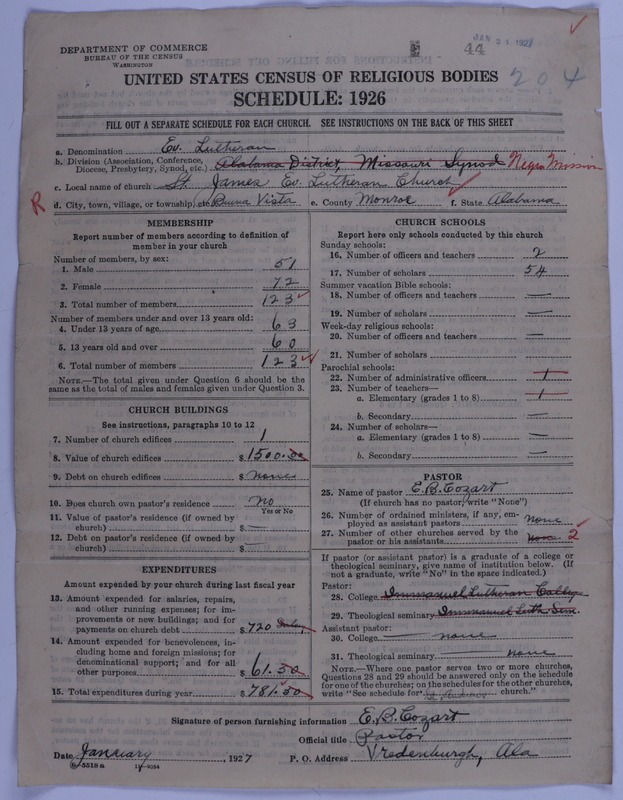 JAN 21 1927
44
DEPARTMENT OF COMMERCE
BUREAU OF THE CENSUS
WASHINGTON
UNITED STATES CENSUS OF RELIGIOUS BODIES
204
SCHEDULE: 1926
FILL OUT A SEPARATE SCHEDULE FOR EACH CHURCH. SEE INSTRUCTIONS ON THE BACK OF THIS SHEET
a. Denomination Ev. Lutheran
b. Division (Association, Conference, Diocese, Presbytery, Synod, etc.) Alabama District, Missouri Synod Negro Mission
c. Local name of church St. James Ev. Lutheran Church
R d. City, town, village, or township, etc. Buena Vista e. County Monroe f. State Alabama
MEMBERSHIP
Report number of members according to definition of
member in your church
Number of members, by sex:
1. Male 51
2. Female 72
3. Total number of members 123
Number of members under and over 13 years old:
4. Under 13 years of age 63
5. 13 years old and over 60
6. Total number of members 123
NOTE.—The total given under Question 6 should be the
same as the total of males and females given under Question 3.
CHURCH BUILDINGS
See instructions, paragraphs 10 to 12
7. Number of church edifices 1
8. Value of church edifices $1500.00
9. Debt on church edifices $ none
10. Does church own pastor's residence No
Yes or No
11. Value of pastor's residence (if owned by
church) $ —
12. Debt on pastor's residence (if owned by
church) $ —
EXPENDITURES
Amount expended by your church during last fiscal year
13. Amount expended for salaries, repairs,
and other running expenses; for im-
provements or new buildings; and for
payments on church debt $720 Salary
14. Amount expended for benevolences, in-
cluding home and foreign missions; for
denominational support; and for all
other purposes $ 61.50
15. Total expenditures during year $781.50
CHURCH SCHOOLS
Report here only schools conducted by this church
Sunday schools:
16. Number of officers and teachers 2
17. Number of scholars 54
Summer vacation Bible schools:
18. Number of officers and teachers —
19. Number of scholars —
Week-day religious schools:
20. Number of officers and teachers —
21. Number of scholars —
Parochial schools:
22. Number of administrative officers 1
23. Number of teachers—
a. Elementary (grades 1 to 8) 1
b. Secondary —
24. Number of scholars—
a. Elementary (grades 1 to 8) —
b. Secondary —
PASTOR
25. Name of pastor E.B. Cozart
(If church has no pastor, write "None")
26. Number of ordained ministers, if any, em-
ployed as assistant pastors none
27. Number of other churches served by the
pastor or his assistants None 2
If pastor (or assistant pastor) is a graduate of a college or
theological seminary, give name of institution below. (If
not a graduate, write "No" in the space indicated.)
Pastor:
28. College Immanuel Lutheran College
29. Theological seminary Immanuel Luth. Sem.
Assistant pastor:
30. College none
31. Theological seminary none
NOTE.—Where one pastor serves two or more churches,
Questions 28 and 29 should be answered only on the schedule
for one of the churches; on the schedules for the other churches,
write "See schedule for church."
Signature of person furnishing information E.B. Cozart
Official title Pastor
Date January, 1927 P. O. Address Vredenburgh, Ala
8-5518 a 11-9054